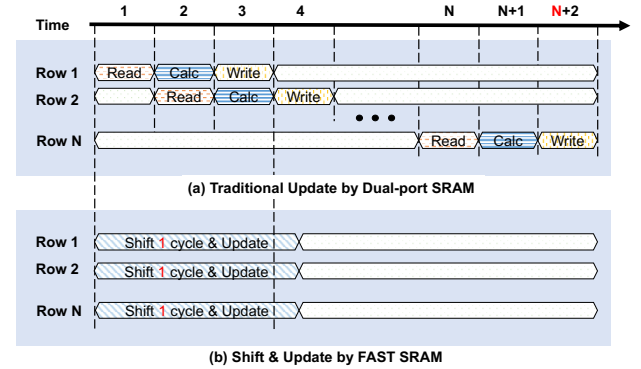 1 2 3 4 N N+1 N+2
Time
Row 1 Read Calc Write
Row 2 Read Calc Write
• • •
Row N Read Calc Write
(a) Traditional Update by Dual-port SRAM
Row 1 Shift 1 cycle & Update
Row 2 Shift 1 cycle & Update
Row N Shift 1 cycle & Update
(b) Shift & Update by FAST SRAM